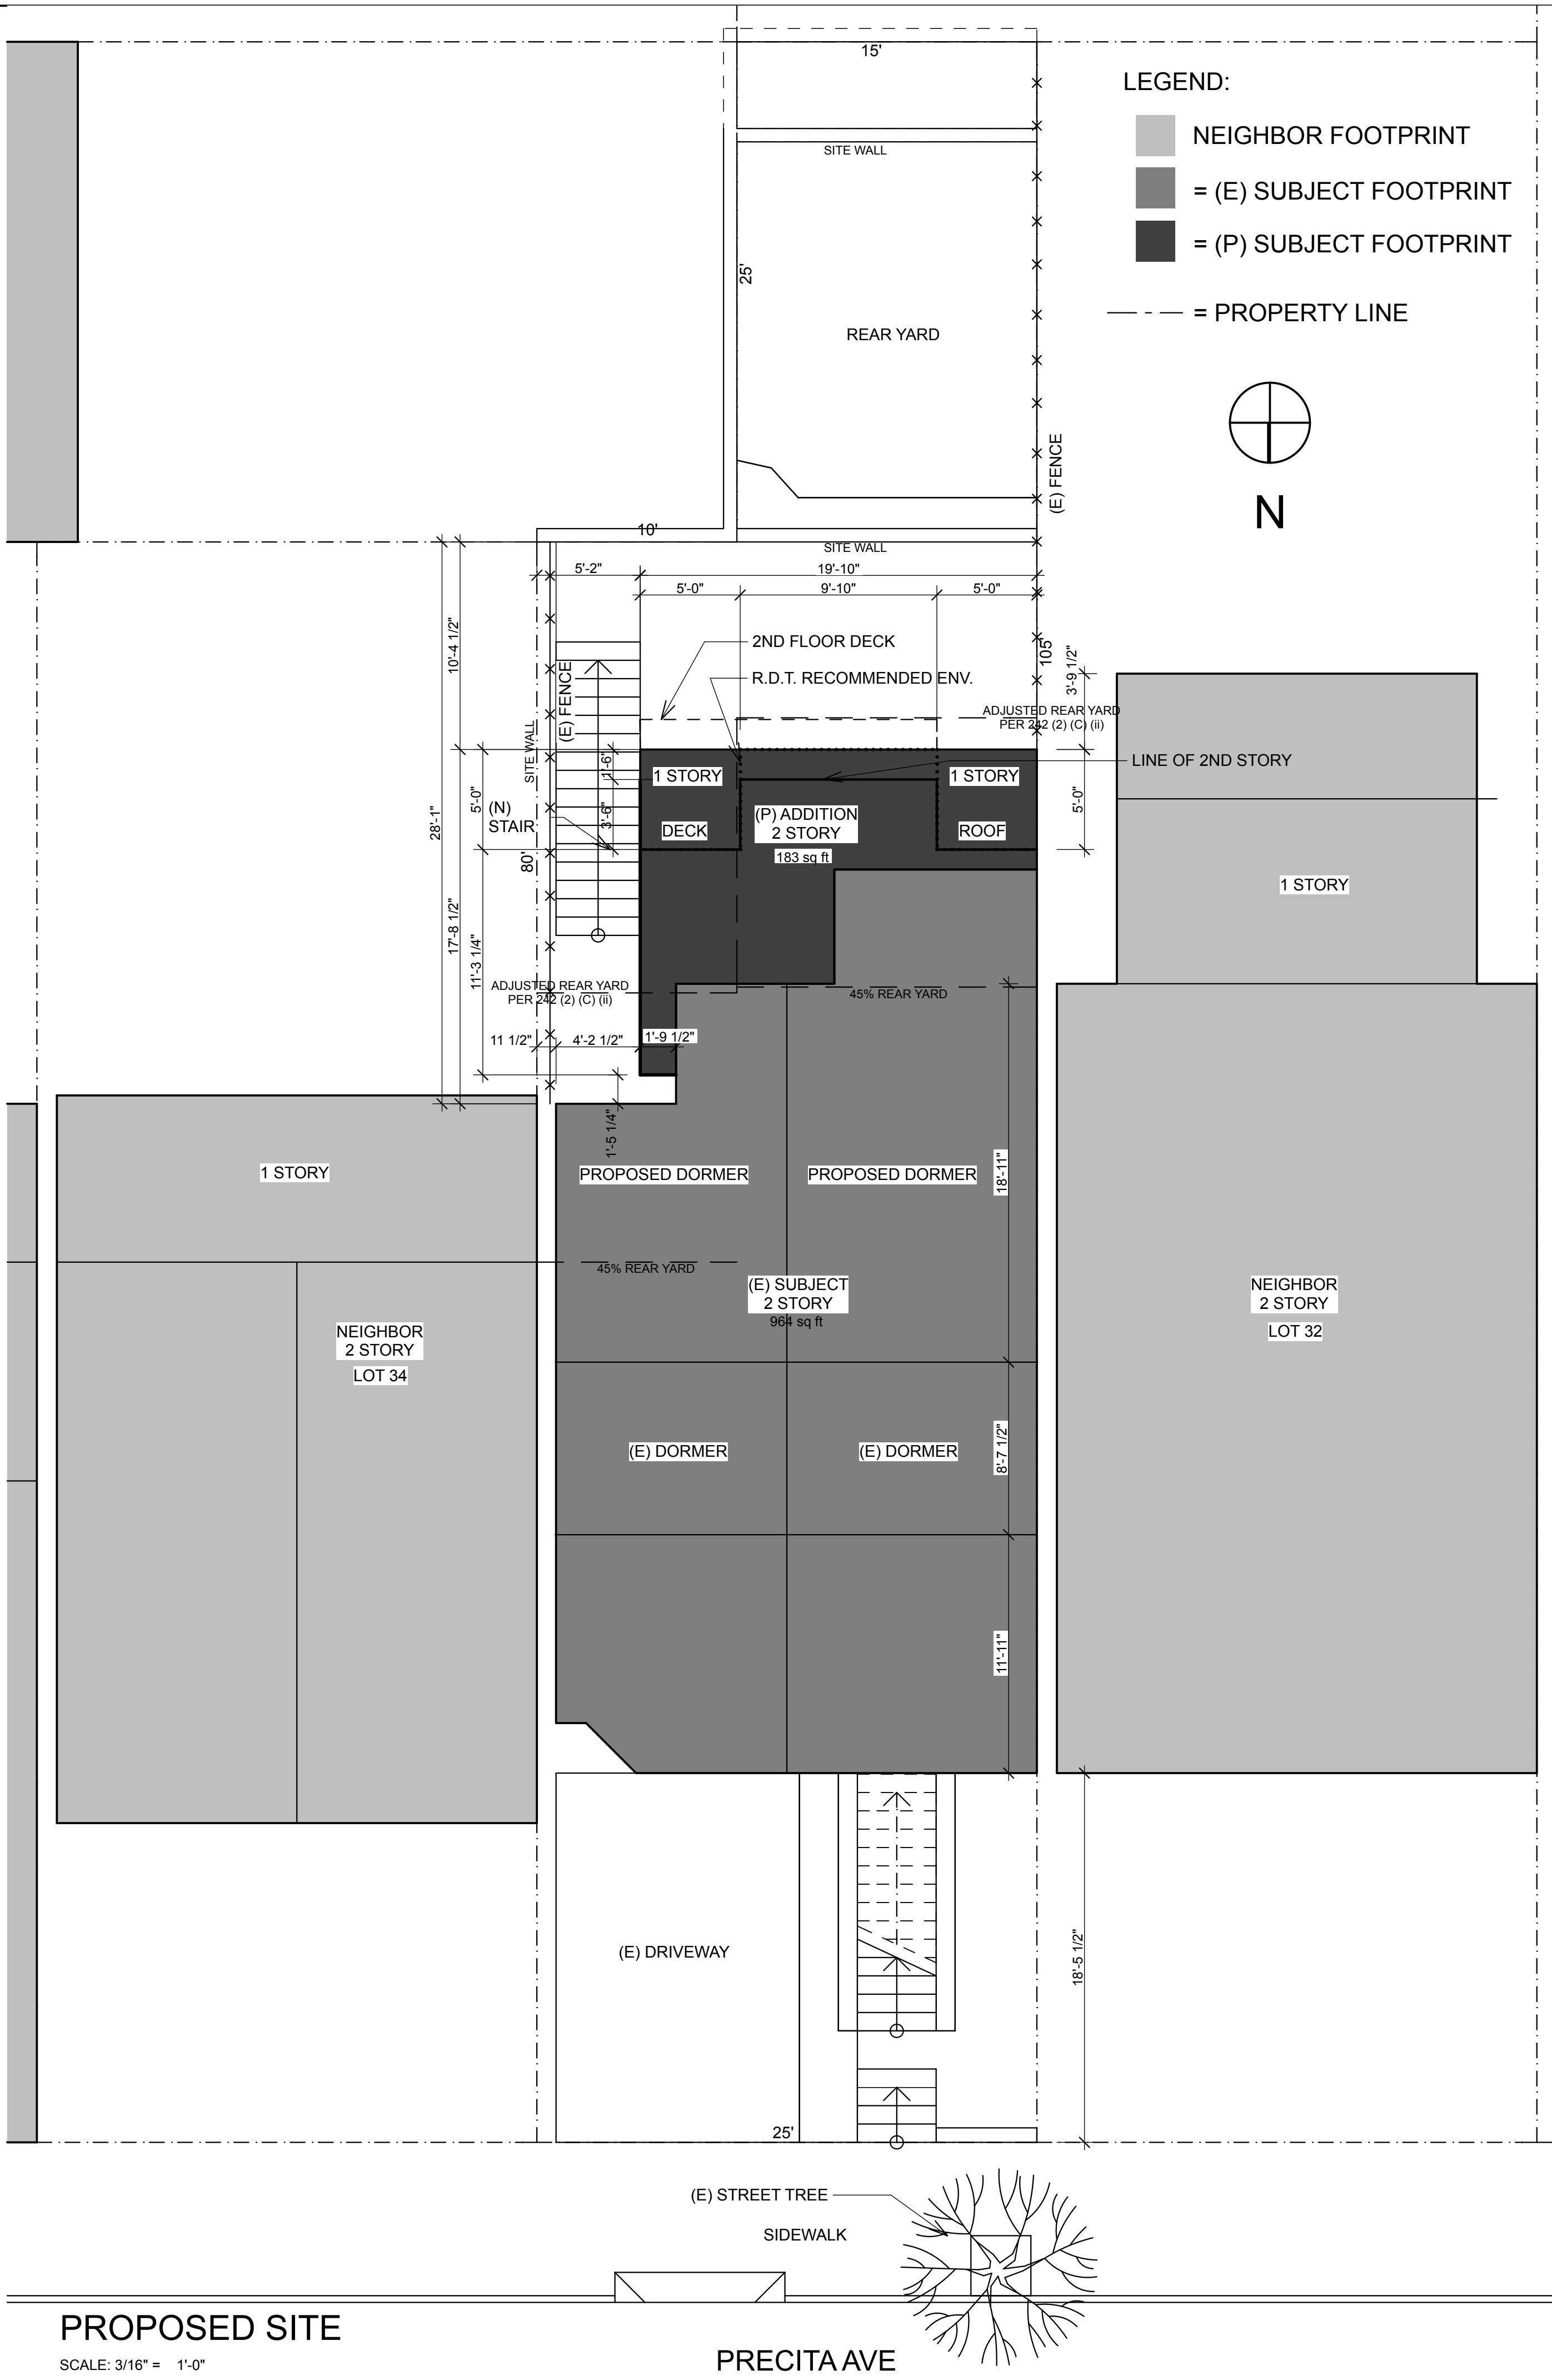 15'
LEGEND:
NEIGHBOR FOOTPRINT
SITE WALL
= (E) SUBJECT FOOTPRINT
= (P) SUBJECT FOOTPRINT
25'
= PROPERTY LINE
REAR YARD
(E) FENCE
N
10'
SITE WALL
5'-2"
19'-10"
5'-0"
9'-10"
5'-0"
10'-4 1/2"
2ND FLOOR DECK
105'
3'-9 1/2"
R.D.T. RECOMMENDED ENV.
(E) FENCE
ADJUSTED REAR YARD
PER 242 (2) (C) (ii)
SITE WALL
1'-6"
LINE OF 2ND STORY
1 STORY
1 STORY
5'-0"
5'-0"
(N)
STAIR
3'-6"
(P) ADDITION
2 STORY
DECK
ROOF
28'-1"
183 sq ft
80'
1 STORY
17'-8 1/2"
11'-3 1/4"
ADJUSTED REAR YARD
PER 242 (2) (C) (ii)
45% REAR YARD
11 1/2"
4'-2 1/2"
1'-9 1/2"
1'-5 1/4"
1 STORY
PROPOSED DORMER
PROPOSED DORMER
18'-11"
45% REAR YARD
(E) SUBJECT
2 STORY
964 sq ft
NEIGHBOR
2 STORY
LOT 32
NEIGHBOR
2 STORY
LOT 34
(E) DORMER
(E) DORMER
8'-7 1/2"
11'-11"
(E) DRIVEWAY
18'-5 1/2"
25'
(E) STREET TREE
SIDEWALK
PROPOSED SITE
SCALE: 3/16" = 1'-0"
PRECITA AVE